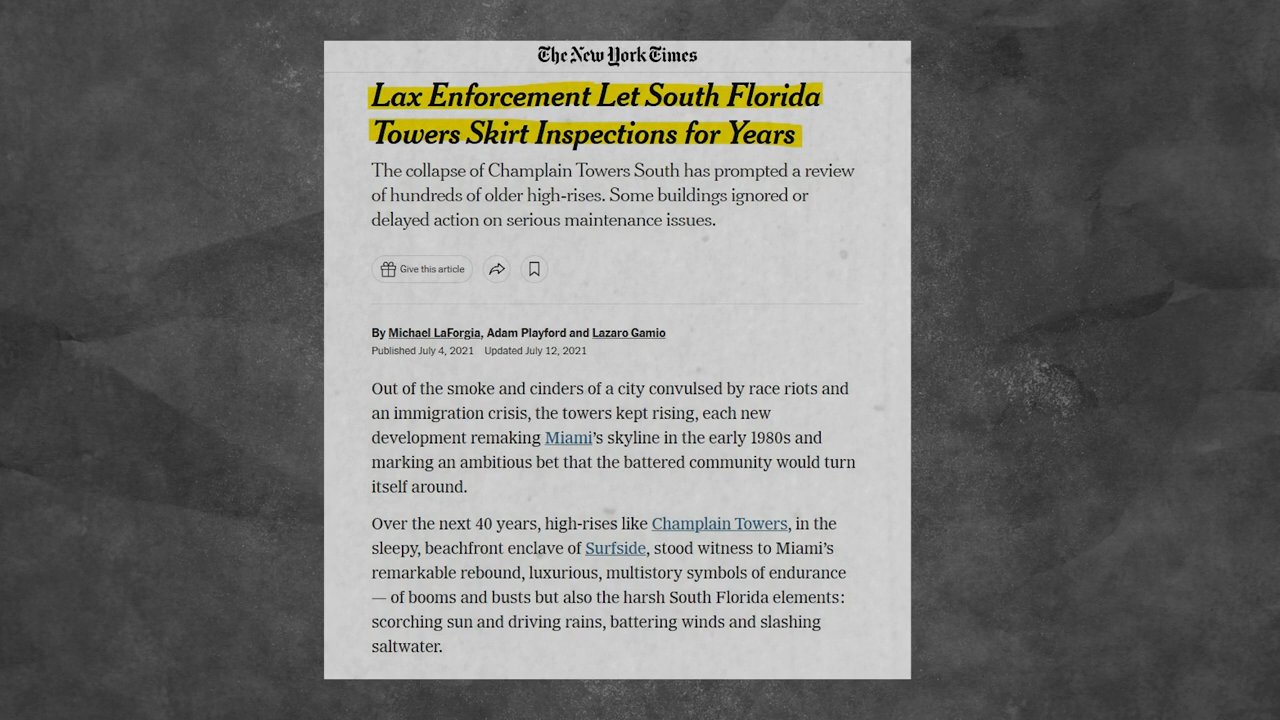 The New York Times
Lax Enforcement Let South Florida
Towers Skirt Inspections for Years
The collapse of Champlain Towers South has prompted a review
of hundreds of older high-rises. Some buildings ignored or
delayed action on serious maintenance issues.
Give this article
By Michael LaForgia, Adam Playford and Lazaro Gamio
Published July 4, 2021 Updated July 12, 2021
Out of the smoke and cinders of a city convulsed by race riots and
an immigration crisis, the towers kept rising, each new
development remaking Miami’s skyline in the early 1980s and
marking an ambitious bet that the battered community would turn
itself around.
Over the next 40 years, high-rises like Champlain Towers, in the
sleepy, beachfront enclave of Surfside, stood witness to Miami’s
remarkable rebound, luxurious, multistory symbols of endurance
— of booms and busts but also the harsh South Florida elements:
scorching sun and driving rains, battering winds and slashing
saltwater.